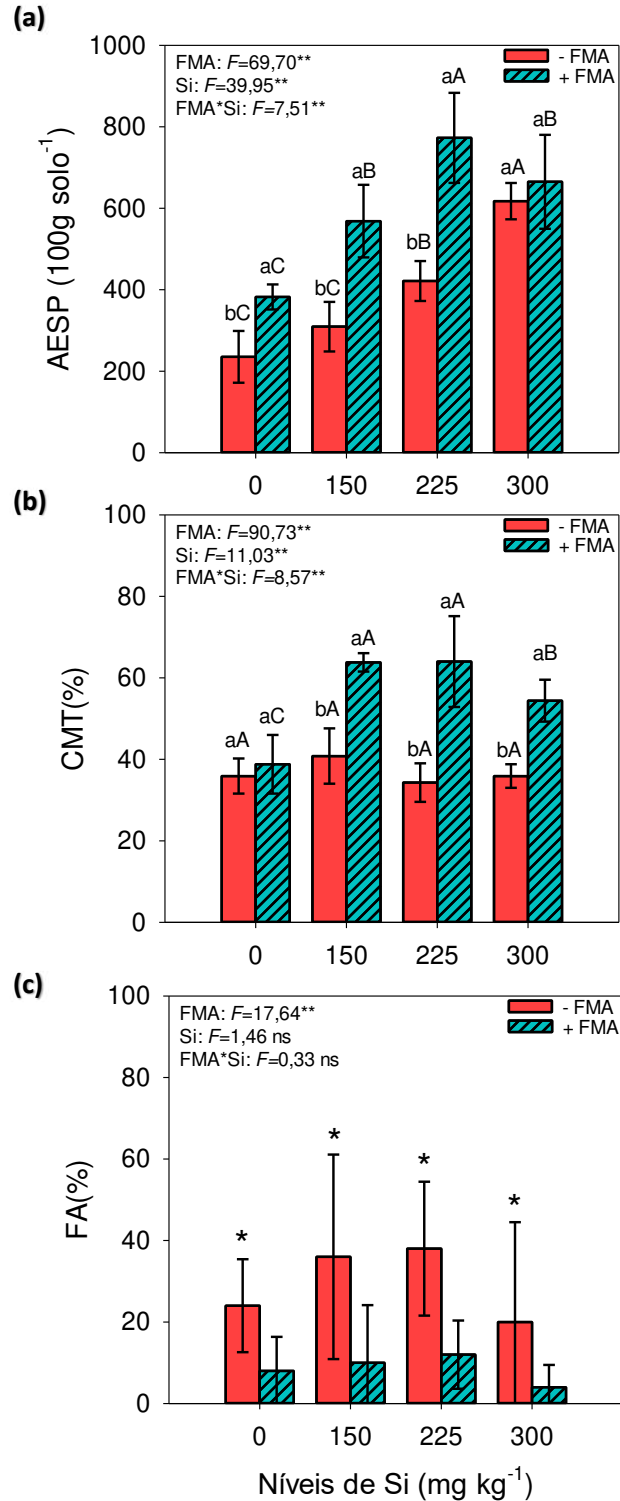 (a)
FMA: F=69,70**
Si: F=39,95**
FMA*Si: F=7,51**
- FMA
+ FMA
AESP (100g solo⁻¹)
1000
800
600
400
200
0
bC
aC
bC
aB
bB
aA
aA
aB
0 150 225 300
(b)
FMA: F=90,73**
Si: F=11,03**
FMA*Si: F=8,57**
- FMA
+ FMA
CMT(%)
100
80
60
40
20
0
aA
aC
bA
aA
bA
aA
bA
aB
0 150 225 300
(c)
FMA: F=17,64**
Si: F=1,46 ns
FMA*Si: F=0,33 ns
- FMA
+ FMA
FA(%)
100
80
60
40
20
0
*
*
*
*
0 150 225 300
Níveis de Si (mg kg⁻¹)